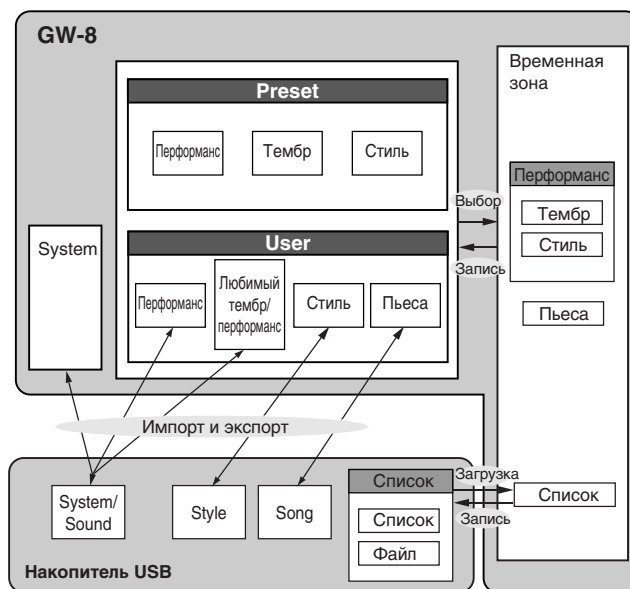 GW-8
Временная
зона
Preset
Перформанс
Тембр
Стиль
Перформанс
Тембр
Стиль
Выбор
Запись
Пьеса
System
User
Перформанс
Любимый
тембр/
перформанс
Стиль
Пьеса
Импорт и экспорт
System/
Sound
Style
Song
Список
Список
Файл
Загрузка
Запись
Список
Накопитель USB